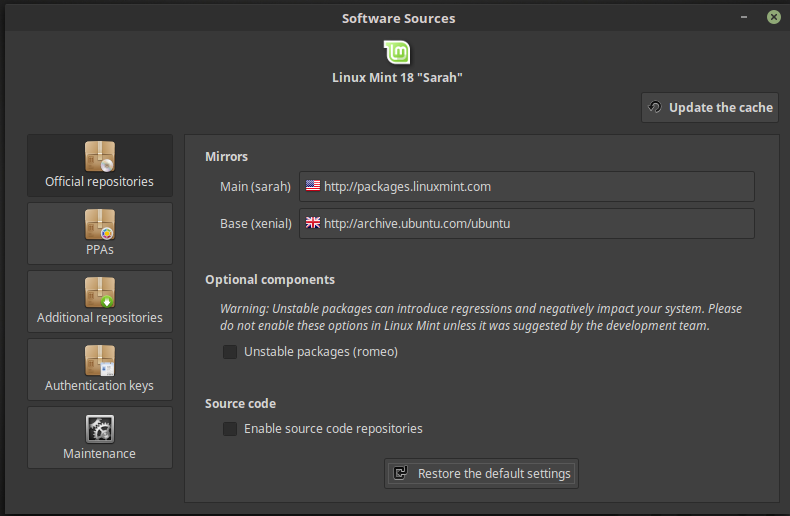 Software Sources
Linux Mint 18 "Sarah"
Update the cache
Official repositories
PPAs
Additional repositories
Authentication keys
Maintenance
Mirrors
Main (sarah) http://packages.linuxmint.com
Base (xenial) http://archive.ubuntu.com/ubuntu
Optional components
Warning: Unstable packages can introduce regressions and negatively impact your system. Please
do not enable these options in Linux Mint unless it was suggested by the development team.
Unstable packages (romeo)
Source code
Enable source code repositories
Restore the default settings